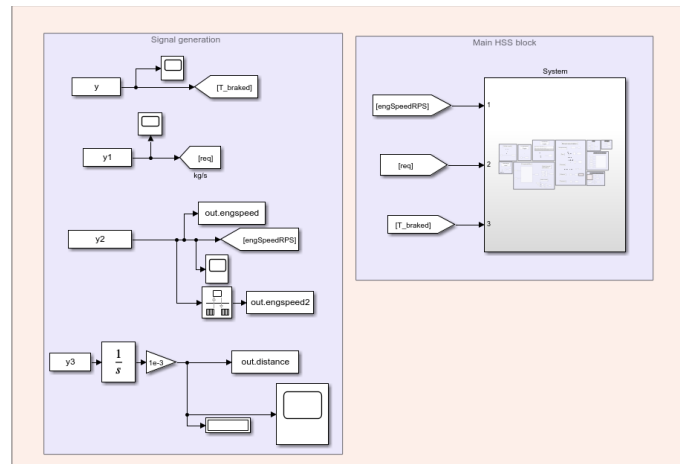 Signal generation
y
[T_braked]
y1
[req]
kg/s
out.engspeed
y2
[engSpeedRPS]
out.engspeed2
y3
1
s
1e-3
out.distance
Main HSS block
System
[engSpeedRPS]
1
[req]
2
[T_braked]
3